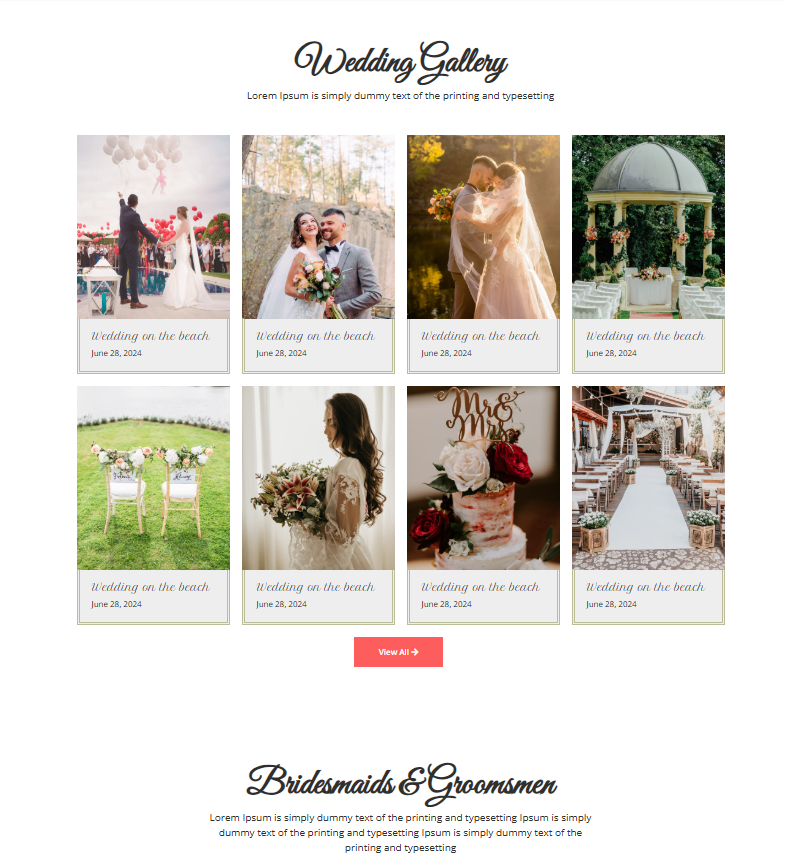 Wedding Gallery
Lorem Ipsum is simply dummy text of the printing and typesetting
Wedding on the beach
June 28, 2024
Wedding on the beach
June 28, 2024
Wedding on the beach
June 28, 2024
Wedding on the beach
June 28, 2024
Mr &
Mrs
Wedding on the beach
June 28, 2024
Wedding on the beach
June 28, 2024
Wedding on the beach
June 28, 2024
Wedding on the beach
June 28, 2024
View All →
Bridesmaids & Groomsmen
Lorem Ipsum is simply dummy text of the printing and typesetting Ipsum is simply
dummy text of the printing and typesetting Ipsum is simply dummy text of the
printing and typesetting